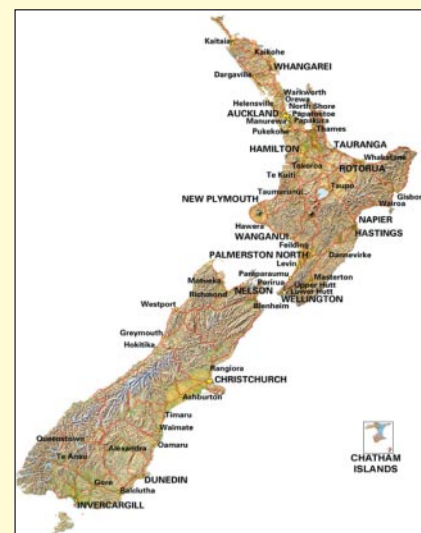 Kaitaia
Kaikohe
WHANGAREI
Dargaville
Warkworth
Orewa
Helensville
North Shore
AUCKLAND
Papatoetoe
Manurewa
Papakura
Pukekohe
Thames
TAURANGA
HAMILTON
Whakatane
ROTORUA
Tokoroa
Te Kuiti
Taupo
Taumarunui
Gisbor
NEW PLYMOUTH
Wairoa
NAPIER
Hawera
HASTINGS
WANGANUI
Feilding
PALMERSTON NORTH
Dannevirke
Levin
Paraparaumu
Masterton
Motueka
Porirua
Upper Hutt
Richmond
NELSON
Lower Hutt
WELLINGTON
Westport
Blenheim
Greymouth
Hokitika
Rangiora
CHRISTCHURCH
Ashburton
Timaru
Waimate
Queenstown
Oamaru
Alexandra
Te Anau
CHATHAM
ISLANDS
DUNEDIN
Gore
Balclutha
INVERCARGILL